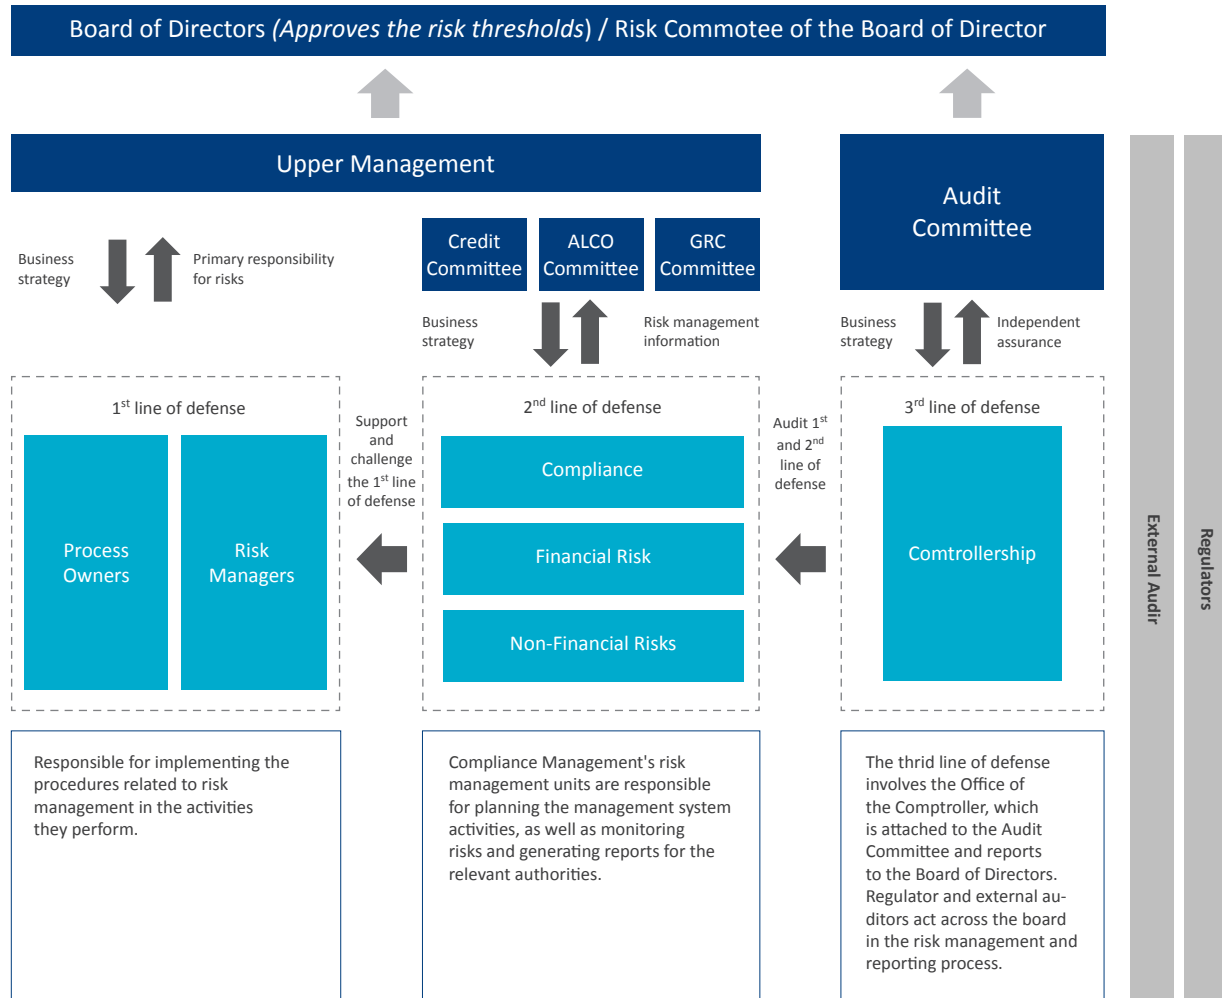 Board of Directors (Approves the risk thresholds) / Risk Commotee of the Board of Director
Upper Management
Audit
Committee
Credit
Committee
ALCO
Committee
GRC
Committee
Business
strategy
Primary responsibility
for risks
Business
strategy
Risk management
information
Business
strategy
Independent
assurance
1st line of defense
Process
Owners
Risk
Managers
Support
and
challenge
the 1st line
of defense
2nd line of defense
Compliance
Financial Risk
Non-Financial Risks
Audit 1st
and 2nd
line of
defense
3rd line of defense
Comtrollership
External Audir
Regulators
Responsible for implementing the
procedures related to risk
management in the activities
they perform.
Compliance Management's risk
management units are responsible
for planning the management system
activities, as well as monitoring
risks and generating reports for the
relevant authorities.
The thrid line of defense
involves the Office of
the Comptroller, which
is attached to the Audit
Committee and reports
to the Board of Directors.
Regulator and external au-
ditors act across the board
in the risk management and
reporting process.